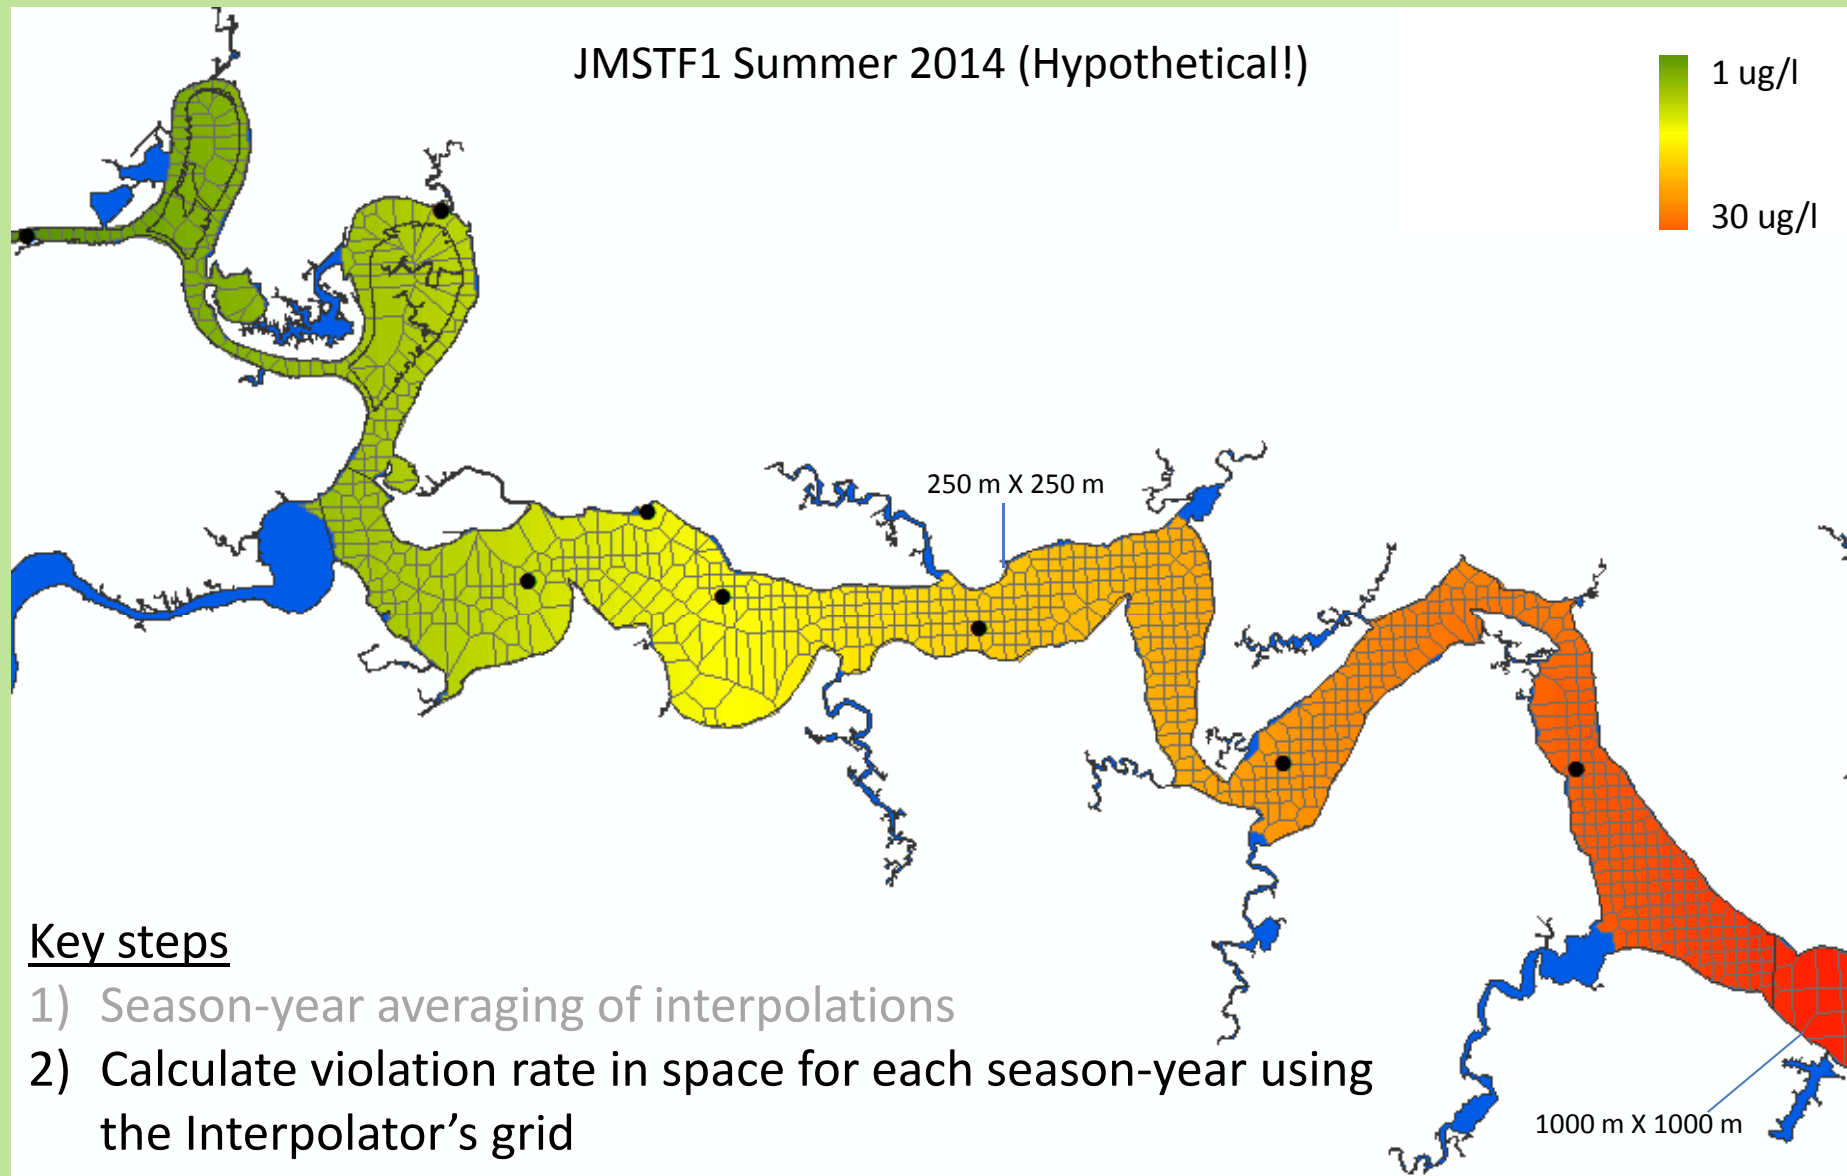 JMSTF1 Summer 2014 (Hypothetical!)
1 ug/l
30 ug/l
250 m X 250 m
Key steps
1) Season-year averaging of interpolations
2) Calculate violation rate in space for each season-year using
the Interpolator’s grid
1000 m X 1000 m